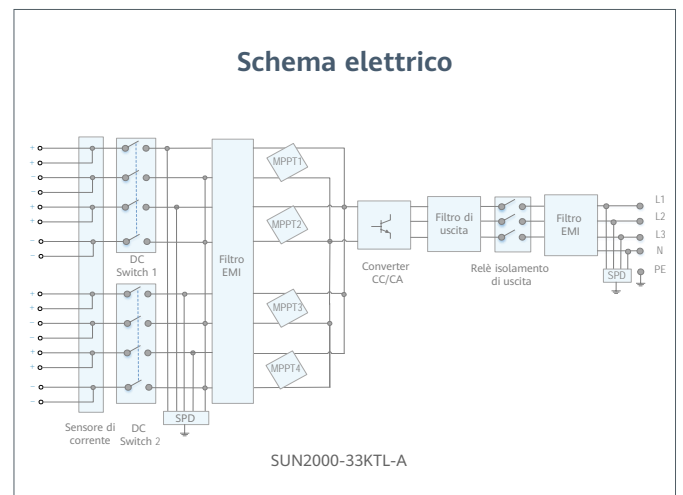 Schema elettrico
+
+
−
−
+
+
−
−
DC
Switch 1
+
+
−
−
+
+
−
−
Sensore di
corrente
DC
Switch 2
SPD
Filtro
EMI
MPPT1
MPPT2
MPPT3
MPPT4
Converter
CC/CA
Filtro di
uscita
Relè isolamento
di uscita
Filtro
EMI
SPD
L1
L2
L3
N
PE
SUN2000-33KTL-A